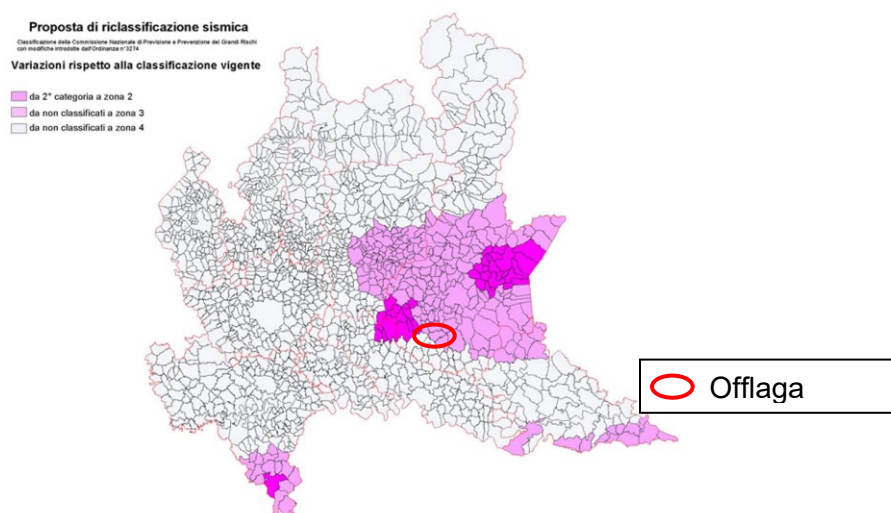 Proposta di riclassificazione sismica
Classificazione della Commissione Nazionale di Previsione e Prevenzione dei Grandi Rischi
con modifiche introdotte dall'Ordinanza n°3274
Variazioni rispetto alla classificazione vigente
da 2ª categoria a zona 2
da non classificati a zona 3
da non classificati a zona 4
Offlaga